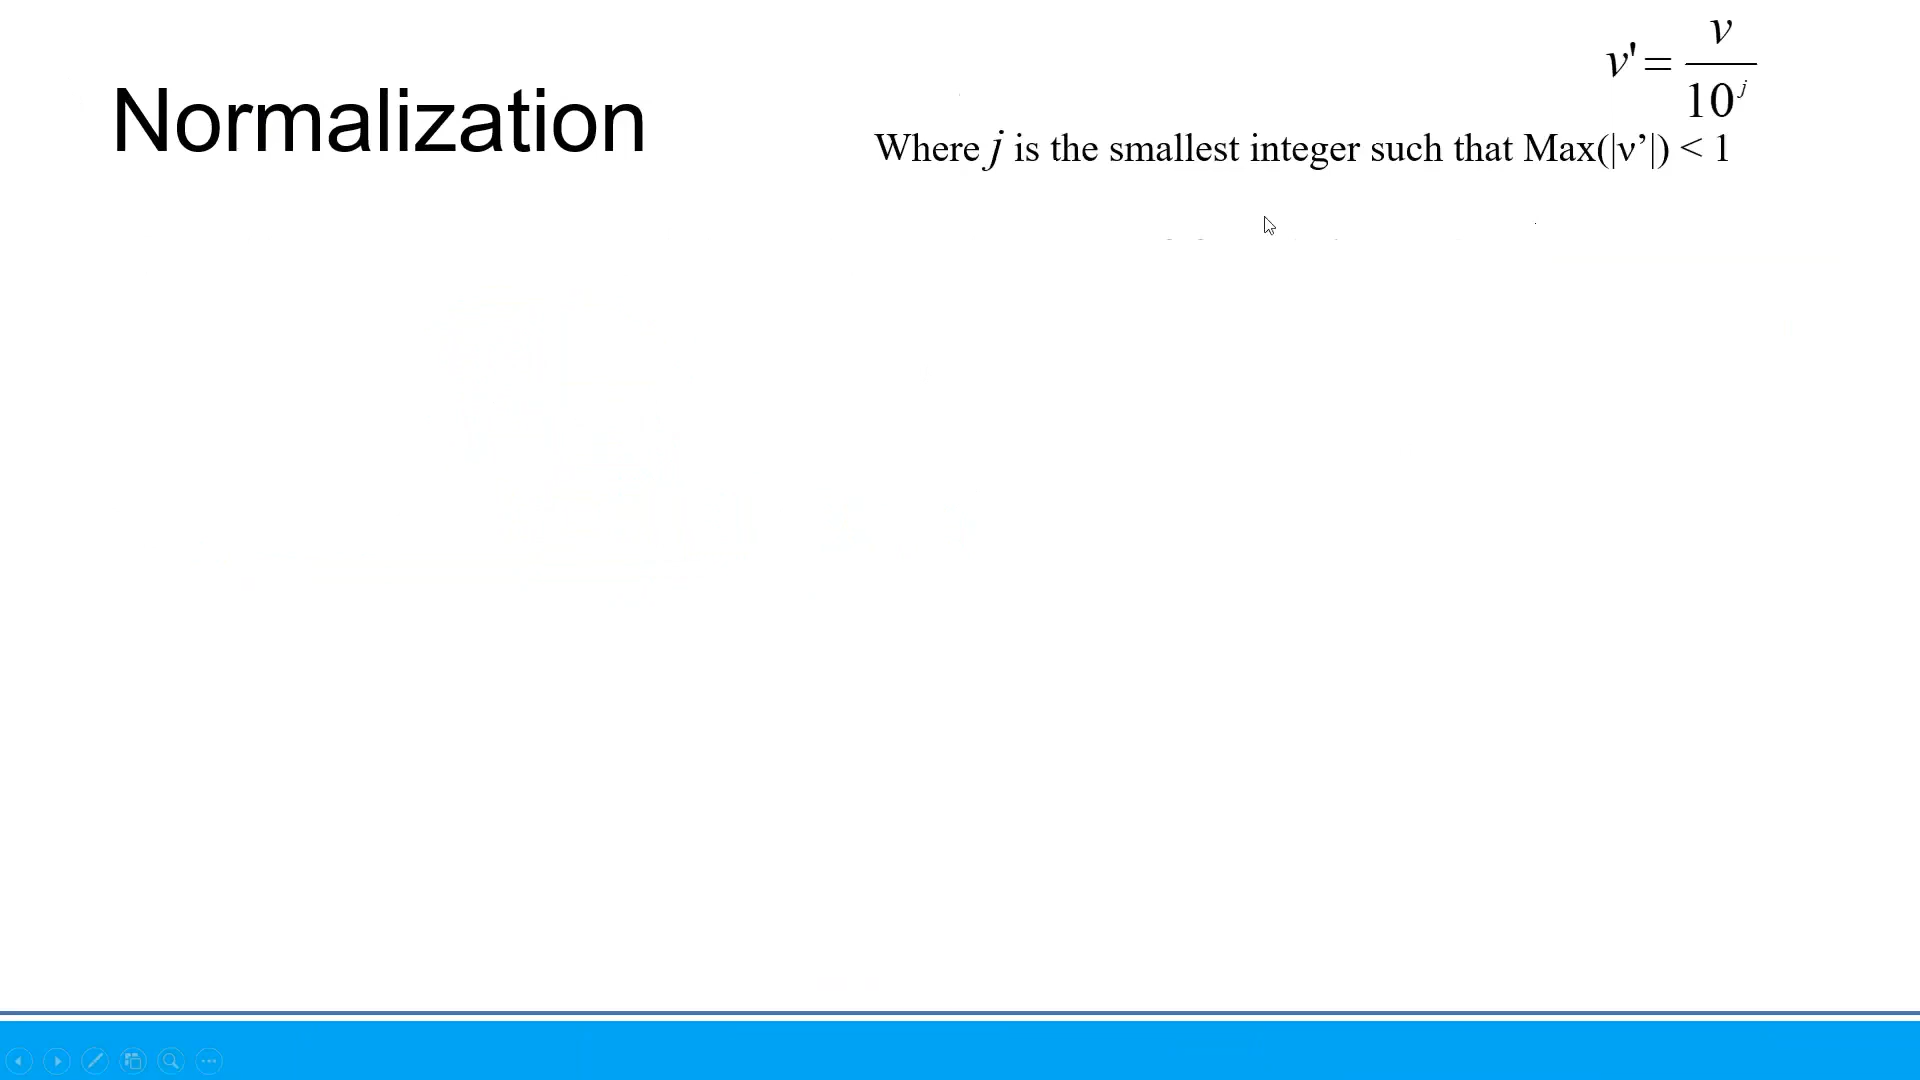 Normalization
v' = v / 10^j
Where j is the smallest integer such that Max(|v’|) < 1